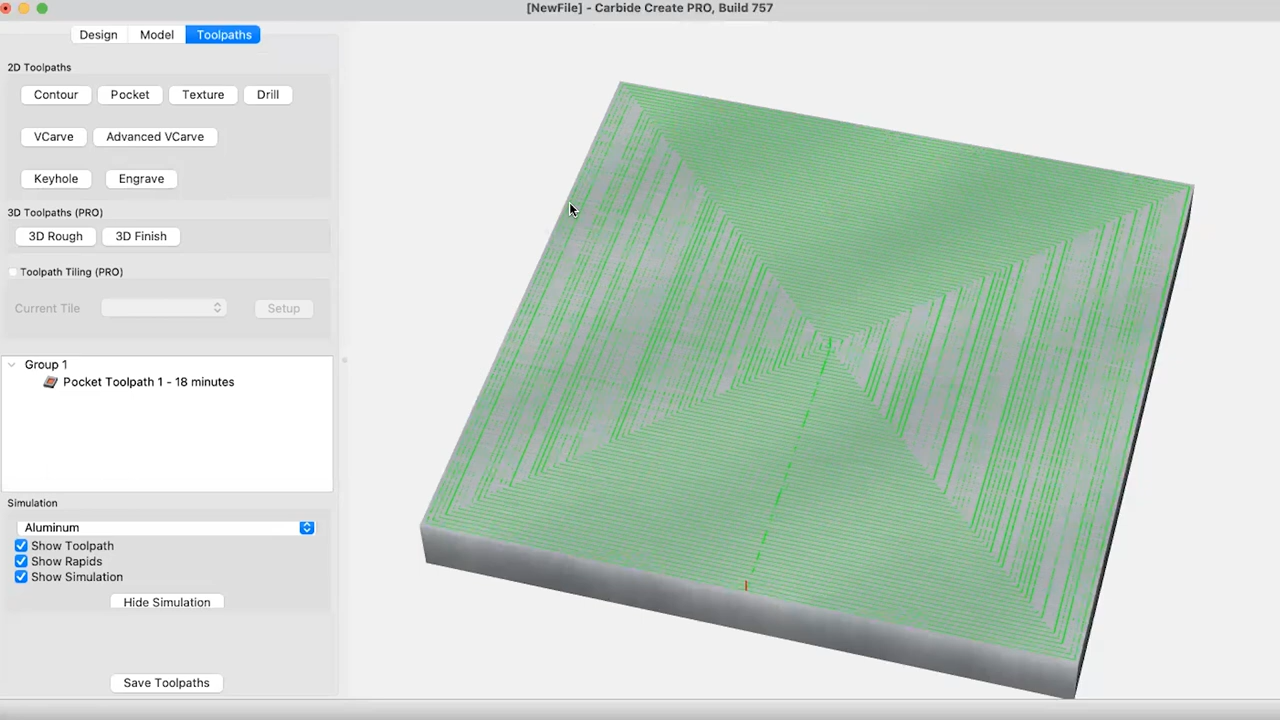 [NewFile] - Carbide Create PRO, Build 757
Design Model Toolpaths
2D Toolpaths
Contour Pocket Texture Drill
VCarve Advanced VCarve
Keyhole Engrave
3D Toolpaths (PRO)
3D Rough 3D Finish
Toolpath Tiling (PRO)
Current Tile Setup
Group 1
Pocket Toolpath 1 - 18 minutes
Simulation
Aluminum
Show Toolpath
Show Rapids
Show Simulation
Hide Simulation
Save Toolpaths